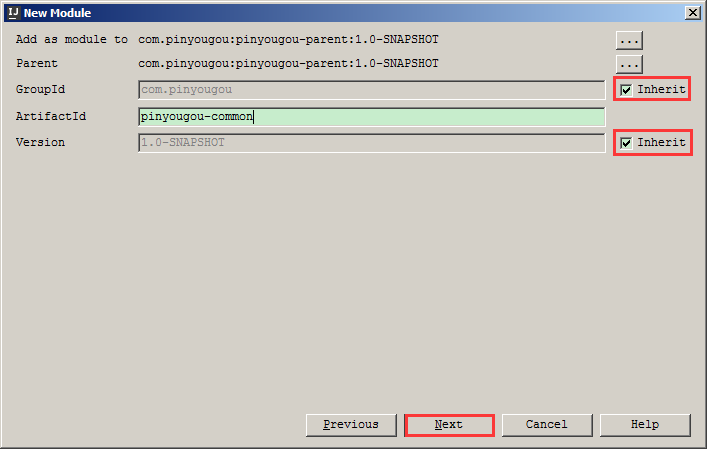 IJ New Module
Add as module to com.pinyougou:pinyougou-parent:1.0-SNAPSHOT ...
Parent com.pinyougou:pinyougou-parent:1.0-SNAPSHOT ...
GroupId com.pinyougou Inherit
ArtifactId pinyougou-common
Version 1.0-SNAPSHOT Inherit
Previous Next Cancel Help